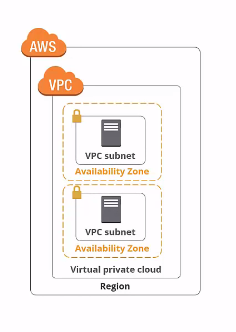 AWS
VPC
VPC subnet
Availability Zone
VPC subnet
Availability Zone
Virtual private cloud
Region